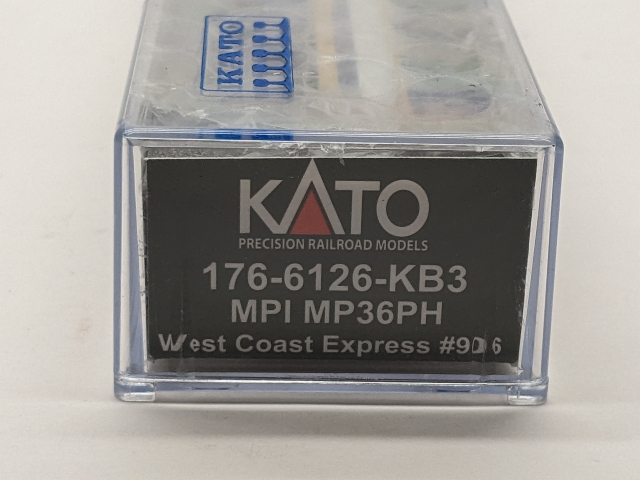 KATO
KATO
PRECISION RAILROAD MODELS
176-6126-KB3
MPI MP36PH
West Coast Express